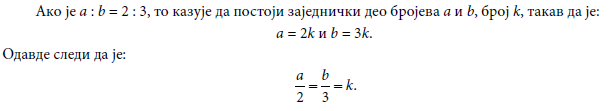 Ако је a : b = 2 : 3, то казује да постоји заједнички део бројева a и b, број k, такав да је:
a = 2k и b = 3k.
Одавде следи да је:
a/2 = b/3 = k.